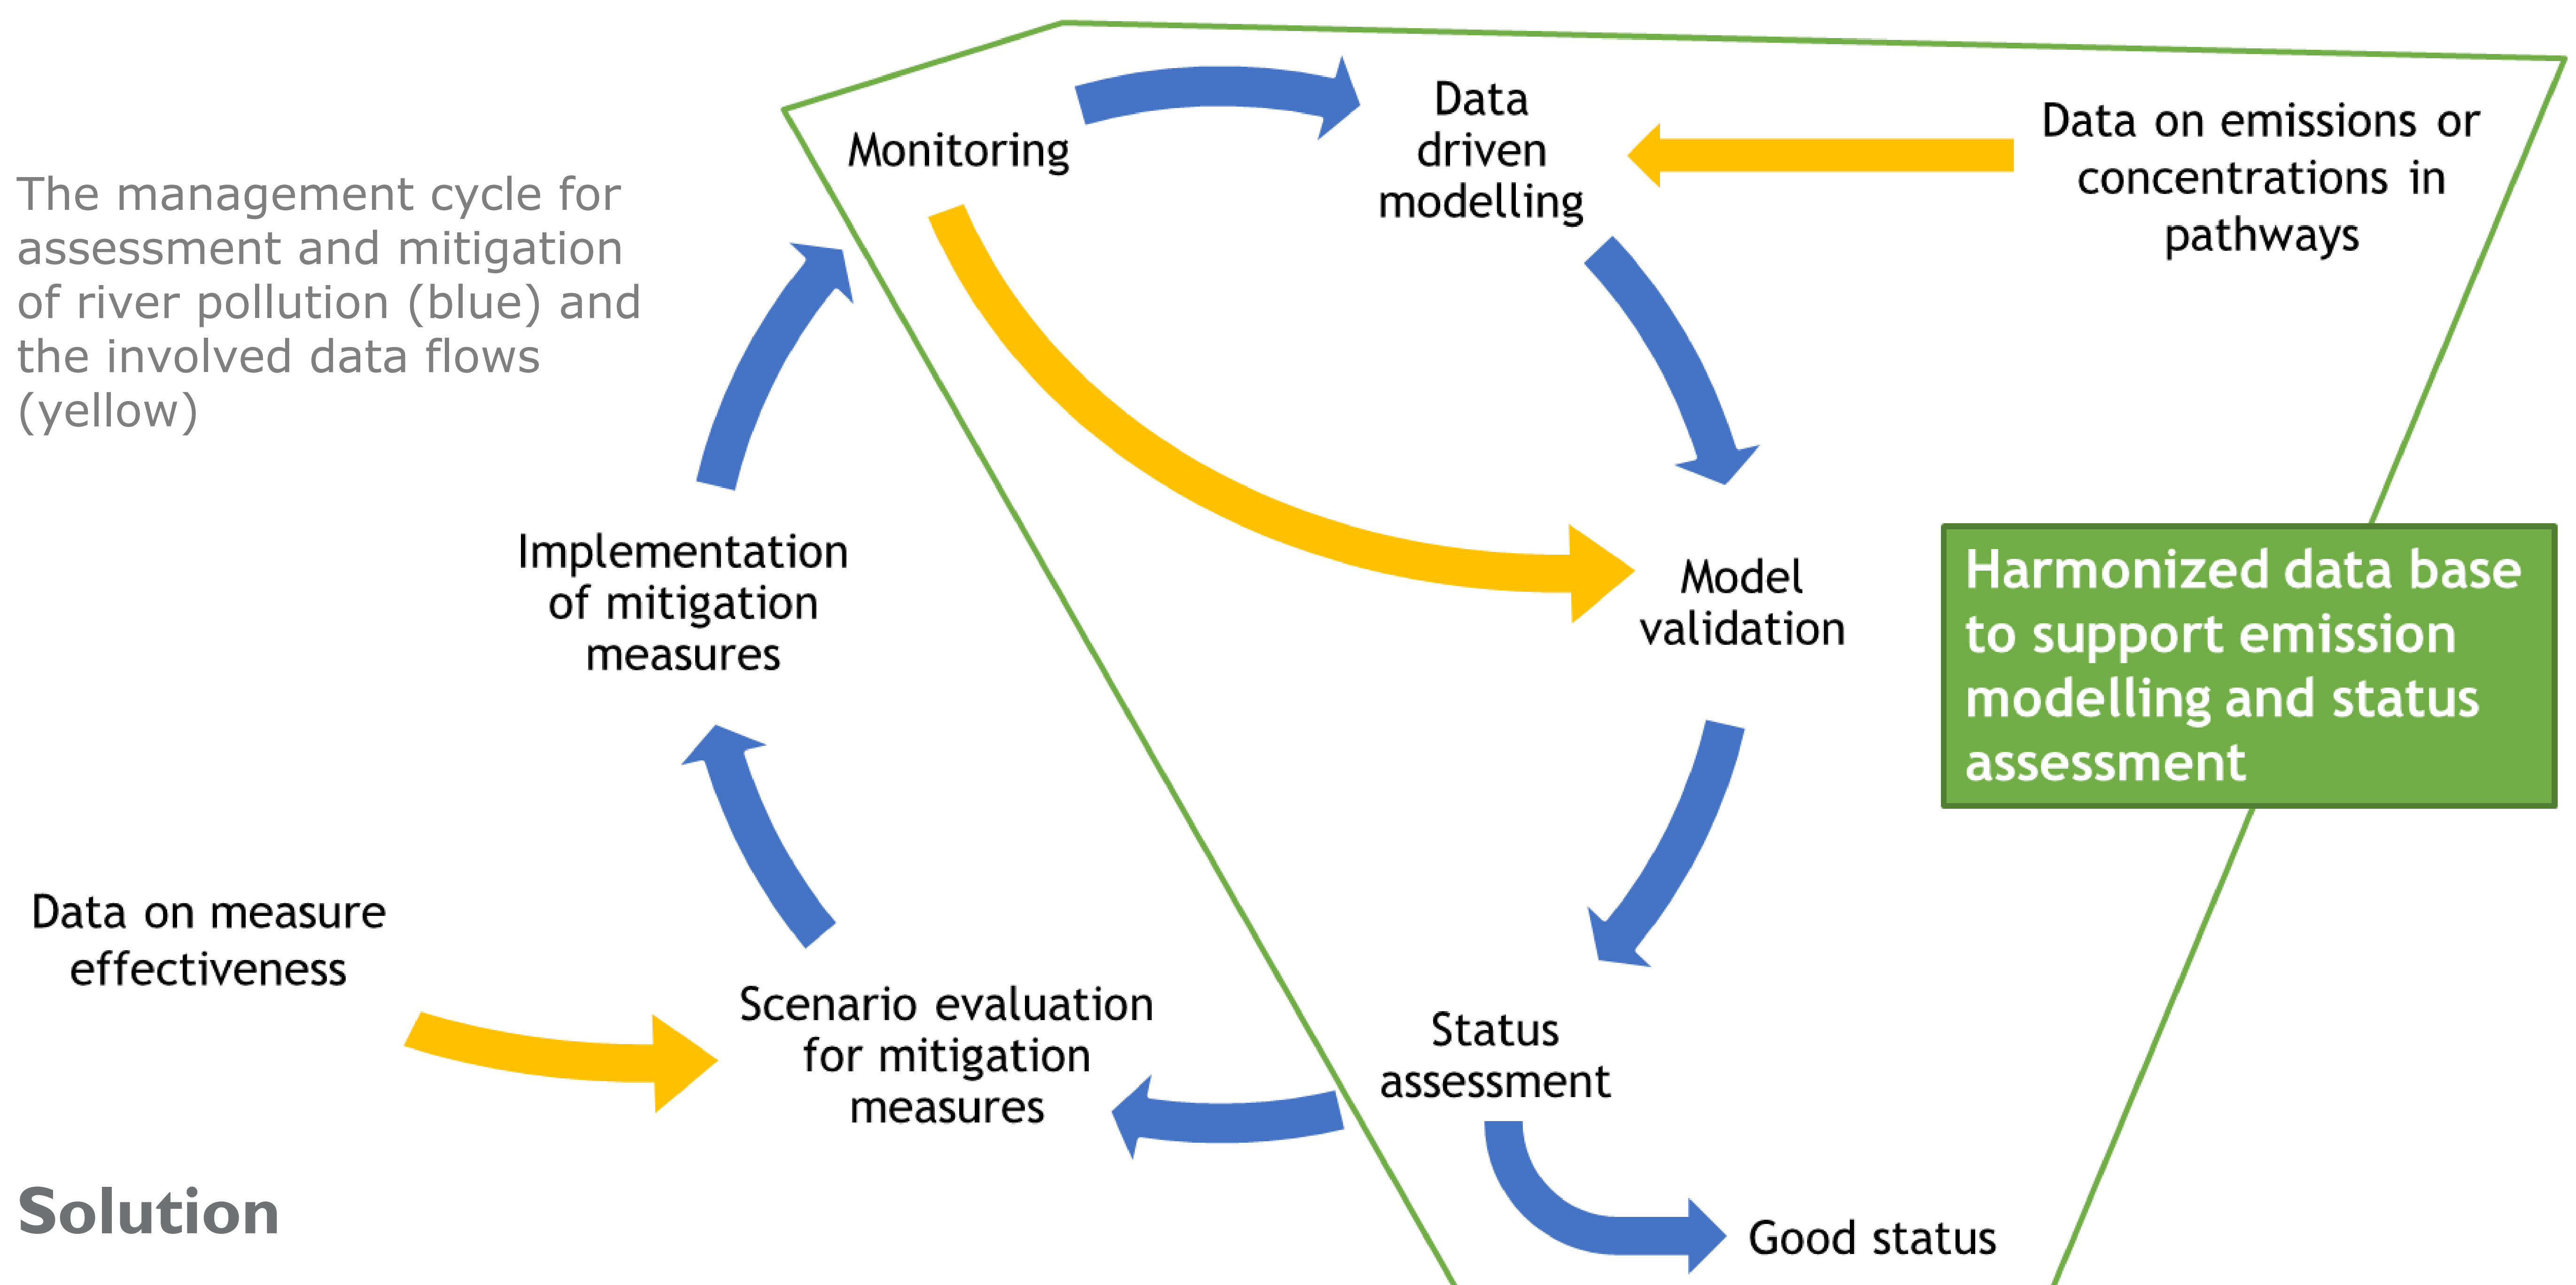 The management cycle for
assessment and mitigation
of river pollution (blue) and
the involved data flows
(yellow)
Monitoring
Data
driven
modelling
Data on emissions or
concentrations in
pathways
Implementation
of mitigation
measures
Model
validation
Harmonized data base
to support emission
modelling and status
assessment
Data on measure
effectiveness
Scenario evaluation
for mitigation
measures
Status
assessment
Good status
Solution